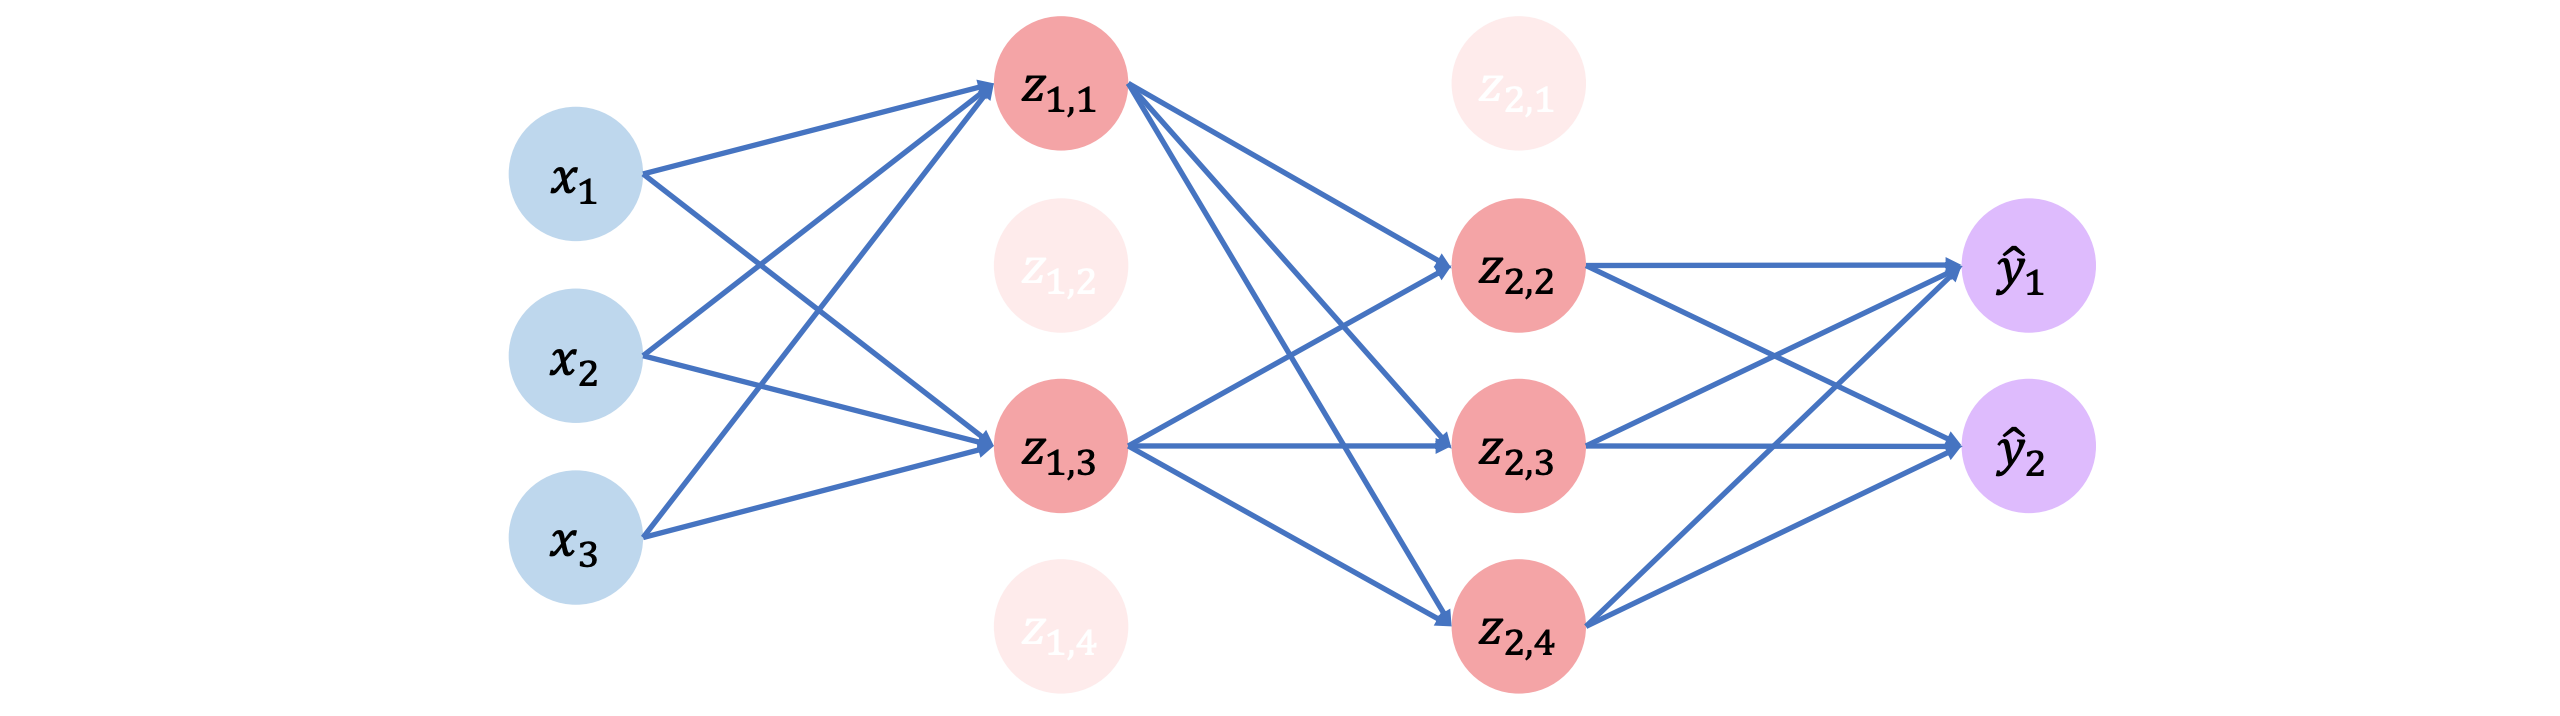 x₁
x₂
x₃
z₁,₁
z₁,₂
z₁,₃
z₁,₄
z₂,₁
z₂,₂
z₂,₃
z₂,₄
ŷ₁
ŷ₂